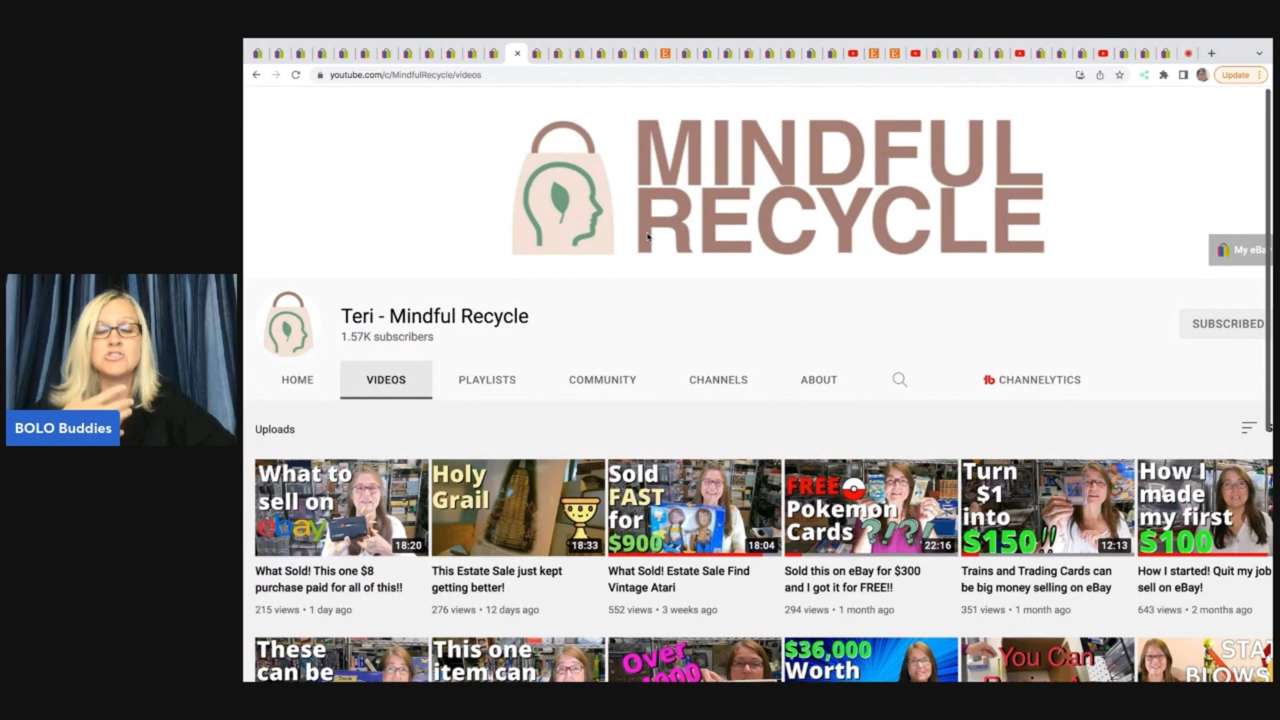 youtube.com/c/MindfulRecycle/videos
Update
MINDFUL
RECYCLE
My eBa
Teri - Mindful Recycle
1.57K subscribers
SUBSCRIBED
HOME
VIDEOS
PLAYLISTS
COMMUNITY
CHANNELS
ABOUT
CHANNELYTICS
BOLO Buddies
Uploads
What to
sell on
ebay
18:20
Holy
Grail
18:33
Sold
FAST
for
$900
18:04
FREE
Pokemon
Cards
???
22:16
Turn
$1
into
$150!!
12:13
How I
made
my first
$100
What Sold! This one $8
purchase paid for all of this!!
215 views • 1 day ago
This Estate Sale just kept
getting better!
276 views • 12 days ago
What Sold! Estate Sale Find
Vintage Atari
552 views • 3 weeks ago
Sold this on eBay for $300
and I got it for FREE!!
294 views • 1 month ago
Trains and Trading Cards can
be big money selling on eBay
351 views • 1 month ago
How I started! Quit my job
sell on eBay!
643 views • 2 months ago
These
can be
This one
item can
Over
$36,000
Worth
You Can
STA
BLOWS